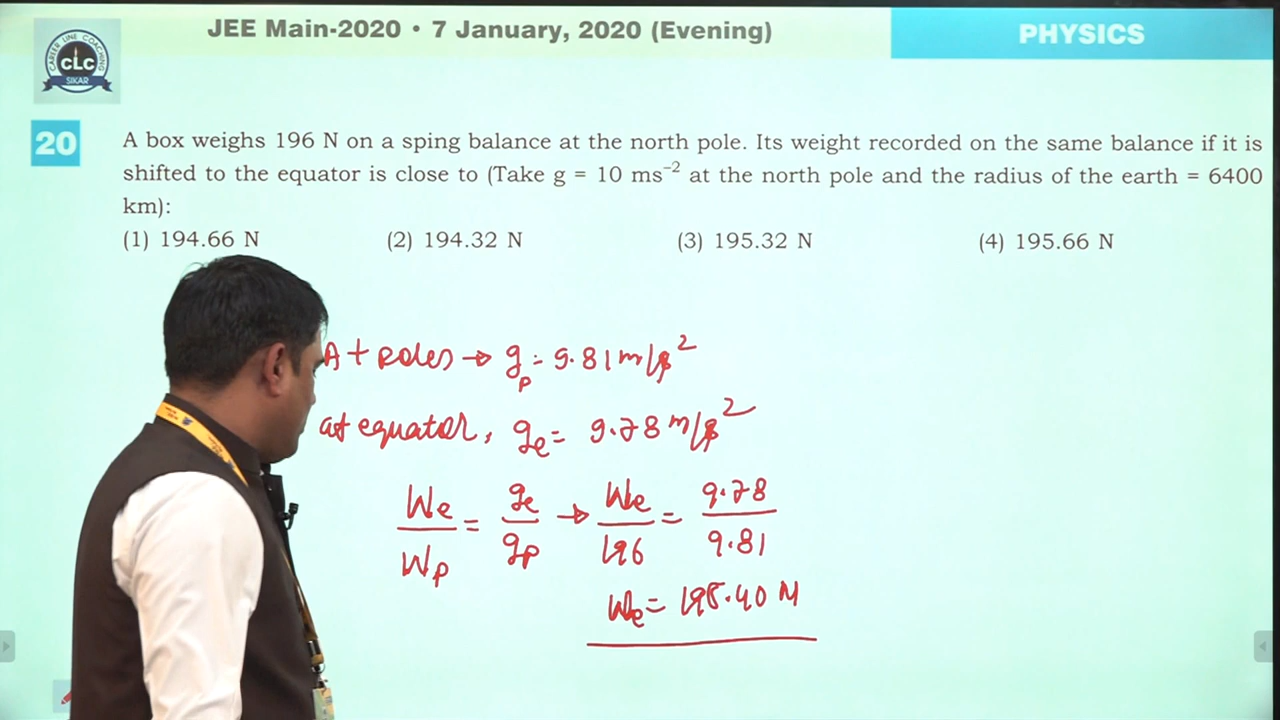 JEE Main-2020 • 7 January, 2020 (Evening)
PHYSICS
CAREER LINE COACHING
CLC
SIKAR
20
A box weighs 196 N on a sping balance at the north pole. Its weight recorded on the same balance if it is
shifted to the equator is close to (Take g = 10 ms⁻² at the north pole and the radius of the earth = 6400
km):
(1) 194.66 N (2) 194.32 N (3) 195.32 N (4) 195.66 N
At poles → gₚ = 9.81 m/s²
at equator, gₑ = 9.78 m/s²
We/Wp = ge/gp → We/196 = 9.78/9.81
We = 195.40 N